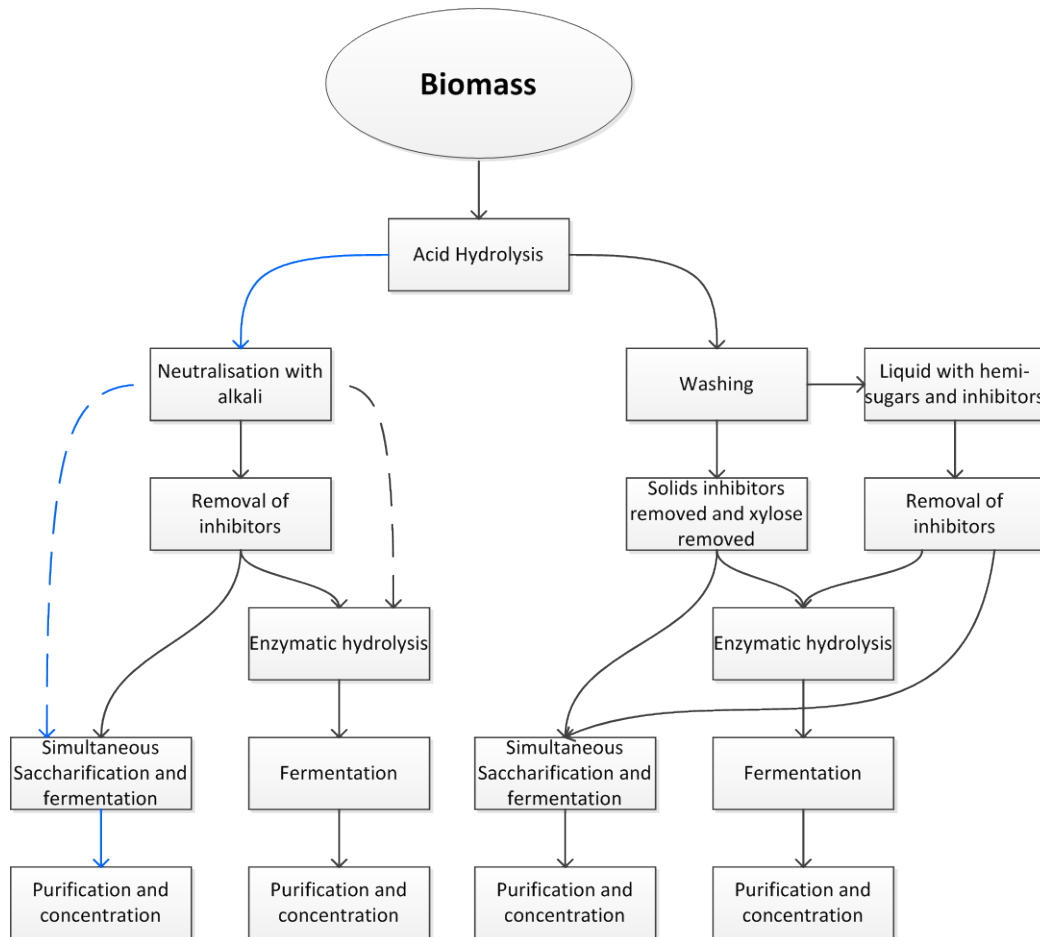 Biomass
Acid Hydrolysis
Neutralisation with
alkali
Washing
Liquid with hemi-
sugars and inhibitors
Removal of
inhibitors
Solids inhibitors
removed and xylose
removed
Removal of
inhibitors
Enzymatic hydrolysis
Enzymatic hydrolysis
Simultaneous
Saccharification and
fermentation
Fermentation
Simultaneous
Saccharification and
fermentation
Fermentation
Purification and
concentration
Purification and
concentration
Purification and
concentration
Purification and
concentration